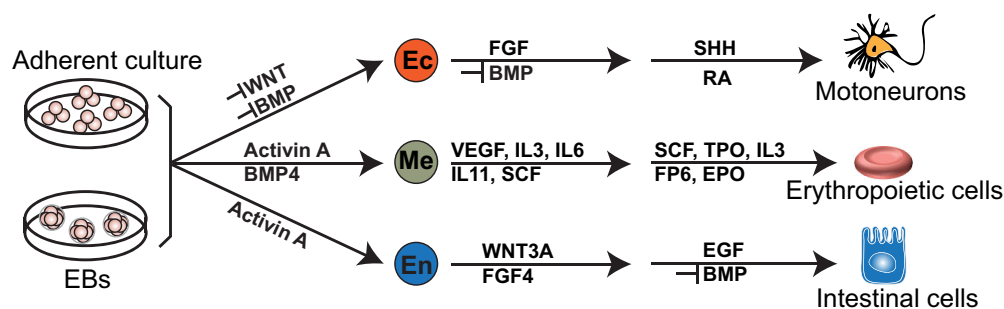 Adherent culture
EBs
WNT
BMP
Activin A
BMP4
Activin A
Ec
FGF
BMP
SHH
RA
Motoneurons
Me
VEGF, IL3, IL6
IL11, SCF
SCF, TPO, IL3
FP6, EPO
Erythropoietic cells
En
WNT3A
FGF4
EGF
BMP
Intestinal cells